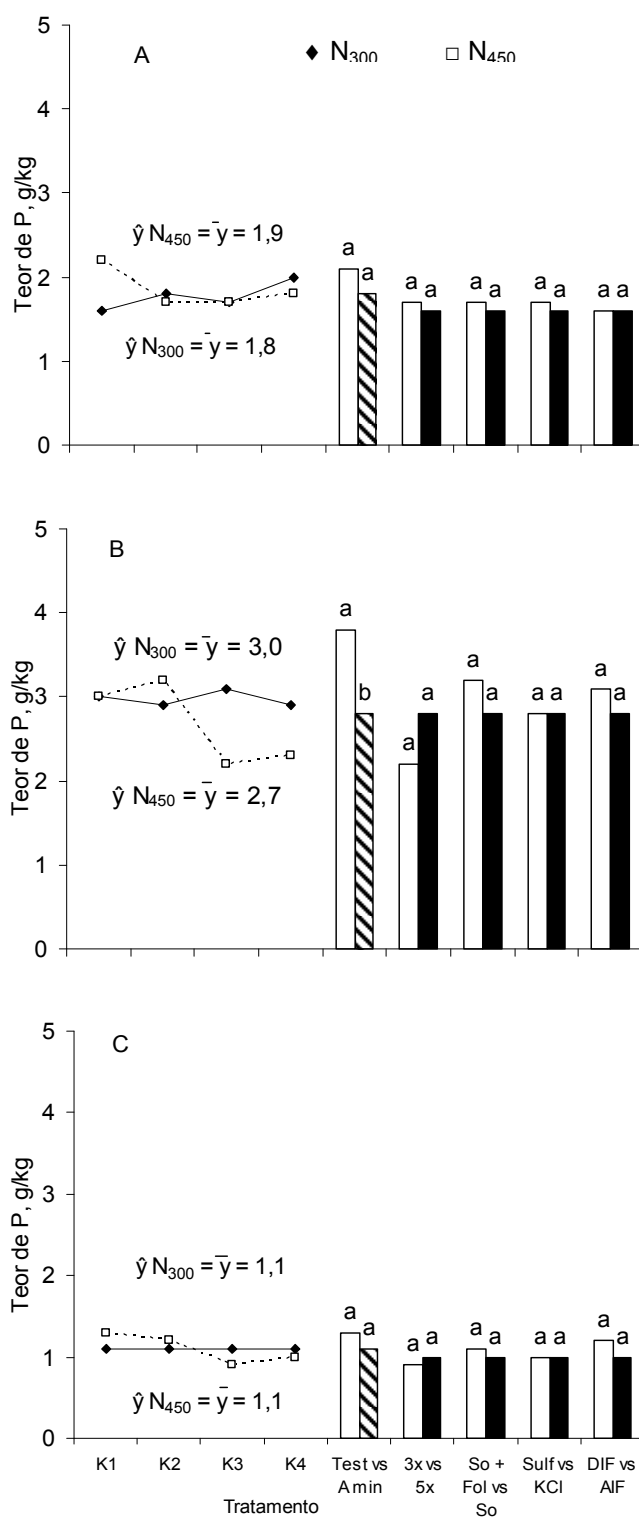 A
◆ N₃₀₀ □ N₄₅₀
Teor de P, g/kg
5
4
3
2
1
0
ŷ N₄₅₀ = ȳ = 1,9
ŷ N₃₀₀ = ȳ = 1,8
a a a a a a a a a a
B
Teor de P, g/kg
5
4
3
2
1
0
ŷ N₃₀₀ = ȳ = 3,0
ŷ N₄₅₀ = ȳ = 2,7
a b a a a a a a a a
C
Teor de P, g/kg
5
4
3
2
1
0
ŷ N₃₀₀ = ȳ = 1,1
ŷ N₄₅₀ = ȳ = 1,1
a a a a a a a a a a
K1 K2 K3 K4
Test vs
Amin
3x vs
5x
So +
Fol vs
So
Sulf vs
KCl
DIF vs
AIF
Tratamento